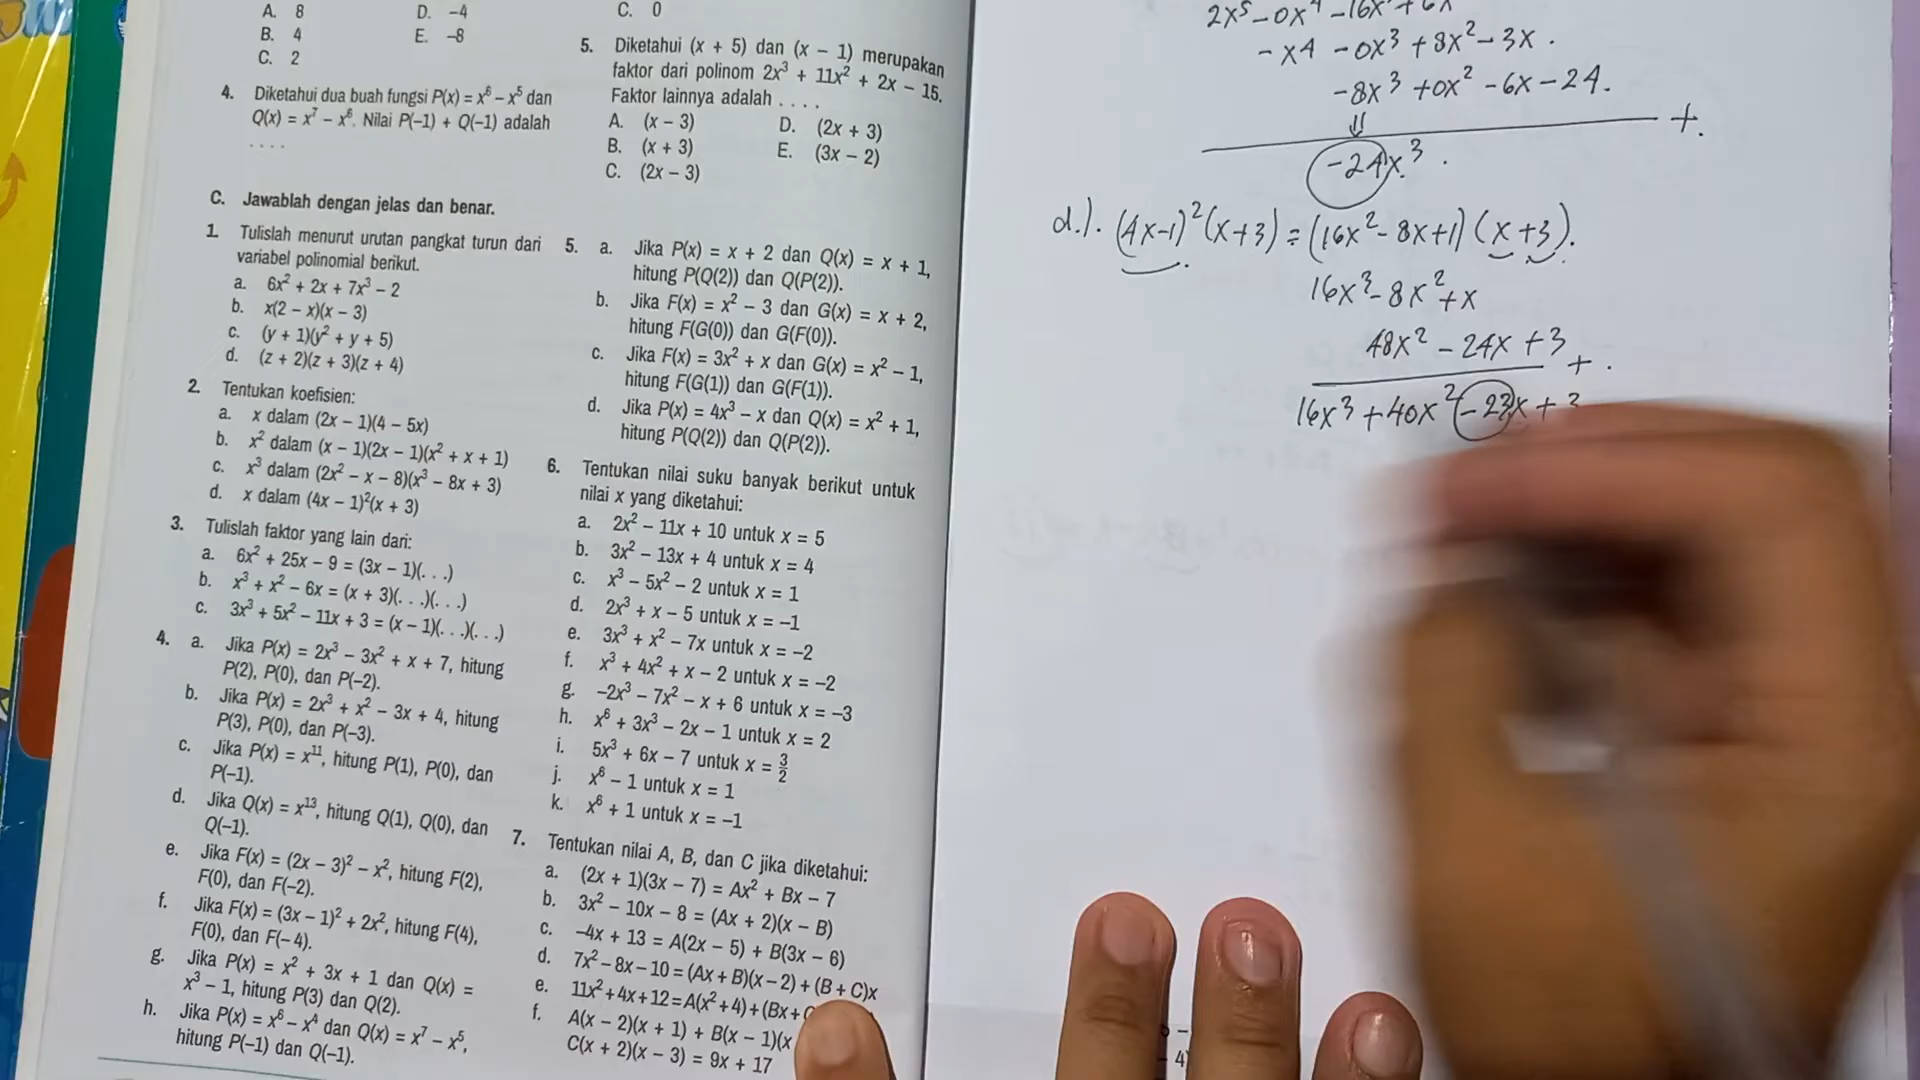 A. 8
B. 4
C. 2
D. −4
E. −8
4. Diketahui dua buah fungsi P(x) = x⁶ − x⁵ dan
Q(x) = x⁷ − x⁶. Nilai P(−1) + Q(−1) adalah
. . . .
C. 0
5. Diketahui (x + 5) dan (x − 1) merupakan
faktor dari polinom 2x³ + 11x² + 2x − 15.
Faktor lainnya adalah . . . .
A. (x − 3)
B. (x + 3)
C. (2x − 3)
D. (2x + 3)
E. (3x − 2)
C. Jawablah dengan jelas dan benar.
1. Tulislah menurut urutan pangkat turun dari
variabel polinomial berikut.
a. 6x² + 2x + 7x³ − 2
b. x(2 − x)(x − 3)
c. (y + 1)(y² + y + 5)
d. (z + 2)(z + 3)(z + 4)
2. Tentukan koefisien:
a. x dalam (2x − 1)(4 − 5x)
b. x² dalam (x − 1)(2x − 1)(x² + x + 1)
c. x³ dalam (2x² − x − 8)(x³ − 8x + 3)
d. x dalam (4x − 1)²(x + 3)
3. Tulislah faktor yang lain dari:
a. 6x² + 25x − 9 = (3x − 1)(. . .)
b. x³ + x² − 6x = (x + 3)(. . .)(. . .)
c. 3x³ + 5x² − 11x + 3 = (x − 1)(. . .)(. . .)
4. a. Jika P(x) = 2x³ − 3x² + x + 7, hitung
P(2), P(0), dan P(−2).
b. Jika P(x) = 2x³ + x² − 3x + 4, hitung
P(3), P(0), dan P(−3).
c. Jika P(x) = x¹¹, hitung P(1), P(0), dan
P(−1).
d. Jika Q(x) = x¹³, hitung Q(1), Q(0), dan
Q(−1).
e. Jika F(x) = (2x − 3)² − x², hitung F(2),
F(0), dan F(−2).
f. Jika F(x) = (3x − 1)² + 2x², hitung F(4),
F(0), dan F(−4).
g. Jika P(x) = x² + 3x + 1 dan Q(x) =
x³ − 1, hitung P(3) dan Q(2).
h. Jika P(x) = x⁶ − x⁴ dan Q(x) = x⁷ − x⁵,
hitung P(−1) dan Q(−1).
5. a. Jika P(x) = x + 2 dan Q(x) = x + 1,
hitung P(Q(2)) dan Q(P(2)).
b. Jika F(x) = x² − 3 dan G(x) = x + 2,
hitung F(G(0)) dan G(F(0)).
c. Jika F(x) = 3x² + x dan G(x) = x² − 1,
hitung F(G(1)) dan G(F(1)).
d. Jika P(x) = 4x³ − x dan Q(x) = x² + 1,
hitung P(Q(2)) dan Q(P(2)).
6. Tentukan nilai suku banyak berikut untuk
nilai x yang diketahui:
a. 2x² − 11x + 10 untuk x = 5
b. 3x² − 13x + 4 untuk x = 4
c. x³ − 5x² − 2 untuk x = 1
d. 2x³ + x − 5 untuk x = −1
e. 3x³ + x² − 7x untuk x = −2
f. x³ + 4x² + x − 2 untuk x = −2
g. −2x³ − 7x² − x + 6 untuk x = −3
h. x⁶ + 3x³ − 2x − 1 untuk x = 2
i. 5x³ + 6x − 7 untuk x = 3/2
j. x⁶ − 1 untuk x = 1
k. x⁶ + 1 untuk x = −1
7. Tentukan nilai A, B, dan C jika diketahui:
a. (2x + 1)(3x − 7) = Ax² + Bx − 7
b. 3x² − 10x − 8 = (Ax + 2)(x − B)
c. −4x + 13 = A(2x − 5) + B(3x − 6)
d. 7x² − 8x − 10 = (Ax + B)(x − 2) + (B + C)x
e. 11x² + 4x + 12 = A(x² + 4) + (Bx +
f. A(x − 2)(x + 1) + B(x − 1)(x
C(x + 2)(x − 3) = 9x + 17
2x⁵ − 0x⁴ − 16x³ + 6x
− x4 − 0x³ + 8x² − 3x .
−8x³ + 0x² − 6x − 24.
+.
−24x³ .
d.). (4x−1)²(x+3) = (16x² − 8x+1) (x+3).
16x³ − 8x² + x
48x² − 24x + 3
+ .
16x³ + 40x² − 23x + 3